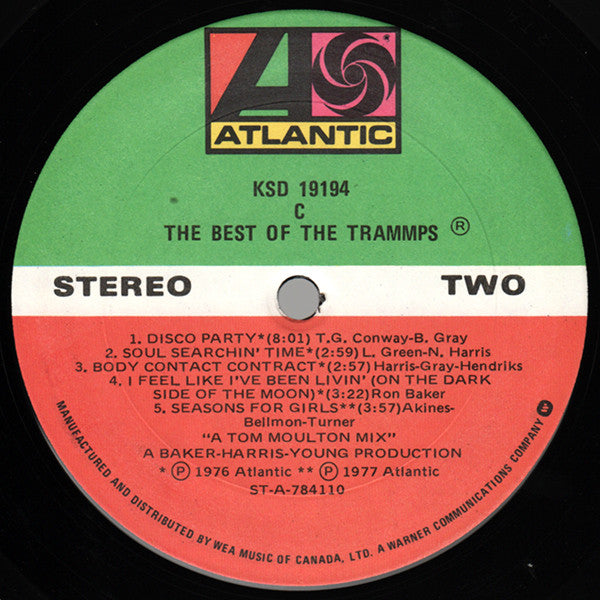 ATLANTIC
KSD 19194
C
THE BEST OF THE TRAMMPS ®
STEREO TWO
1. DISCO PARTY*(8:01) T.G. Conway-B. Gray
2. SOUL SEARCHIN' TIME*(2:59) L. Green-N. Harris
3. BODY CONTACT CONTRACT*(2:57) Harris-Gray-Hendriks
4. I FEEL LIKE I'VE BEEN LIVIN' (ON THE DARK
SIDE OF THE MOON)*(3:22) Ron Baker
5. SEASONS FOR GIRLS**(3:57) Akines-
Bellmon-Turner
"A TOM MOULTON MIX"
A BAKER-HARRIS-YOUNG PRODUCTION
* ℗ 1976 Atlantic ** ℗ 1977 Atlantic
ST-A-784110
MANUFACTURED AND DISTRIBUTED BY WEA MUSIC OF CANADA, LTD. A WARNER COMMUNICATIONS COMPANY